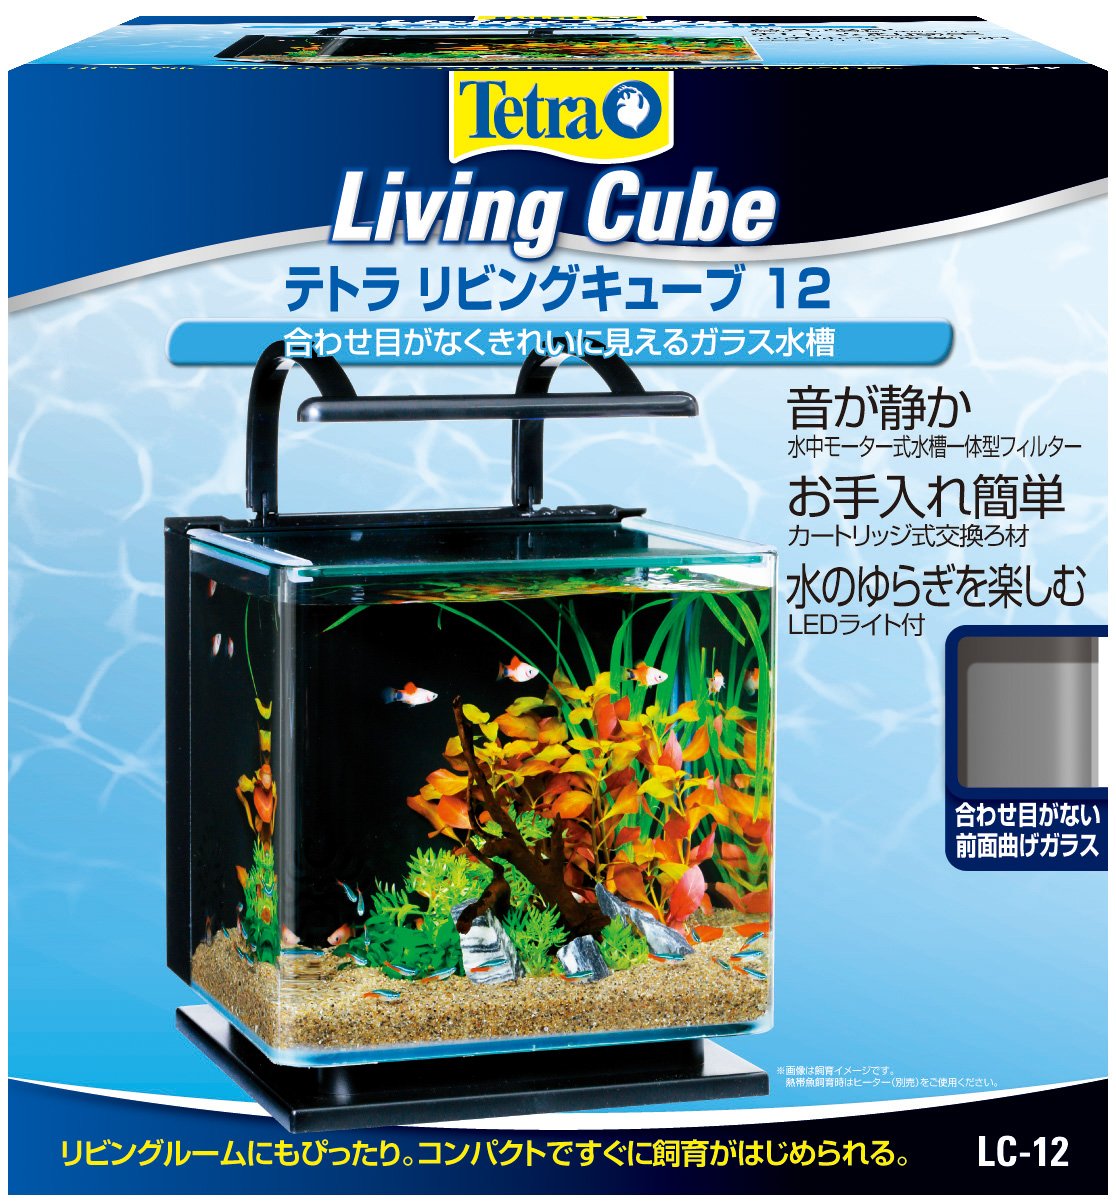 Tetra
Living Cube
テトラ リビングキューブ 12
合わせ目がなくきれいに見えるガラス水槽
音が静か
水中モーター式水槽一体型フィルター
お手入れ簡単
カートリッジ式交換ろ材
水のゆらぎを楽しむ
LEDライト付
合わせ目がない
前面曲げガラス
※画像は飼育イメージです。
熱帯魚飼育時はヒーター(別売)をご使用ください。
リビングルームにもぴったり。コンパクトですぐに飼育がはじめられる。
LC-12